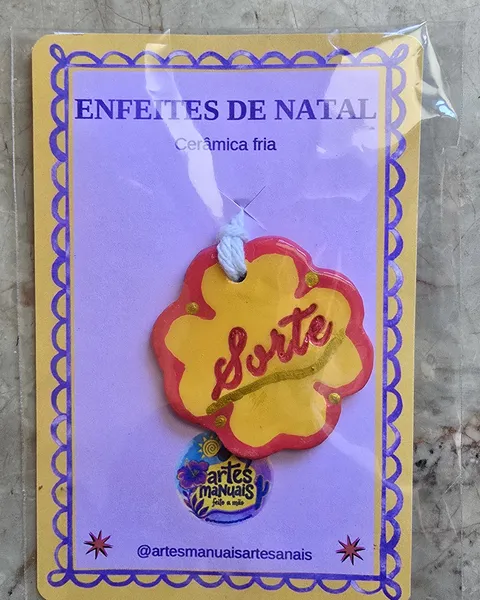 ENFEITES DE NATAL
Cerâmica fria
Sorte
artes
manuais
feito a mão
@artesmanuaisartesanais